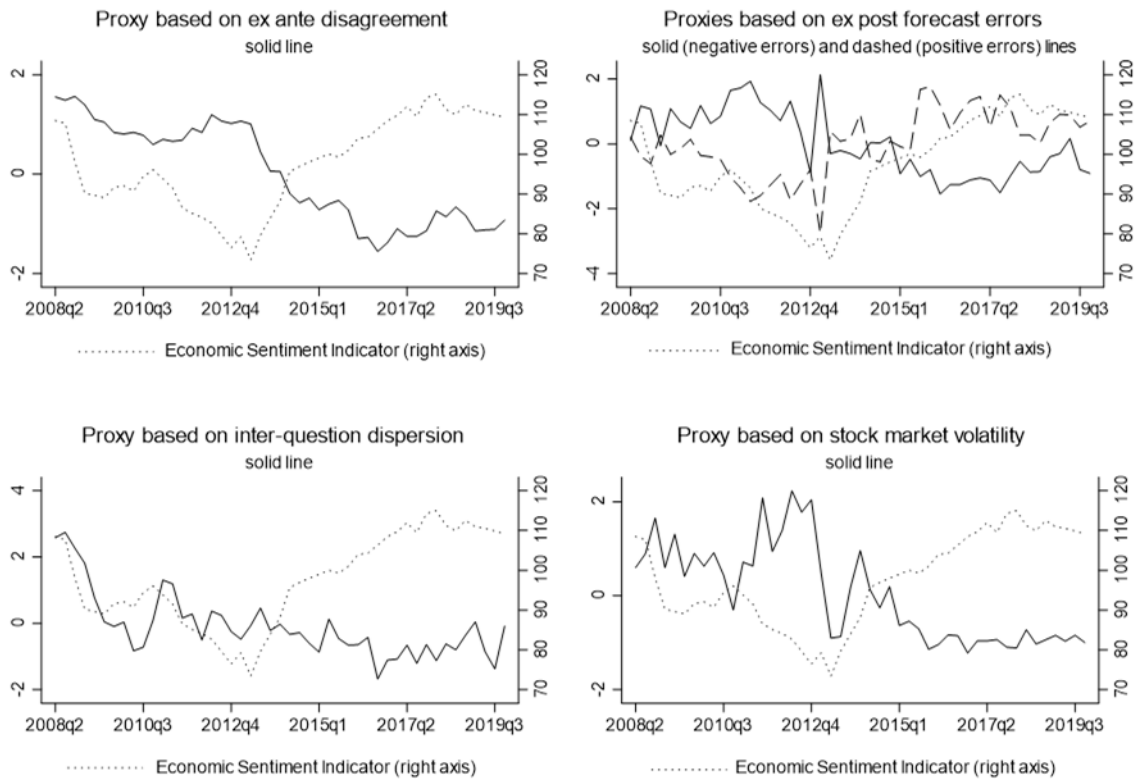 Proxy based on ex ante disagreement
solid line
2
0
-2
120
110
100
90
80
70
2008q2 2010q3 2012q4 2015q1 2017q2 2019q3
Economic Sentiment Indicator (right axis)
Proxies based on ex post forecast errors
solid (negative errors) and dashed (positive errors) lines
2
0
-2
-4
120
110
100
90
80
70
2008q2 2010q3 2012q4 2015q1 2017q2 2019q3
Economic Sentiment Indicator (right axis)
Proxy based on inter-question dispersion
solid line
4
2
0
-2
120
110
100
90
80
70
2008q2 2010q3 2012q4 2015q1 2017q2 2019q3
Economic Sentiment Indicator (right axis)
Proxy based on stock market volatility
solid line
2
0
-2
120
110
100
90
80
70
2008q2 2010q3 2012q4 2015q1 2017q2 2019q3
Economic Sentiment Indicator (right axis)